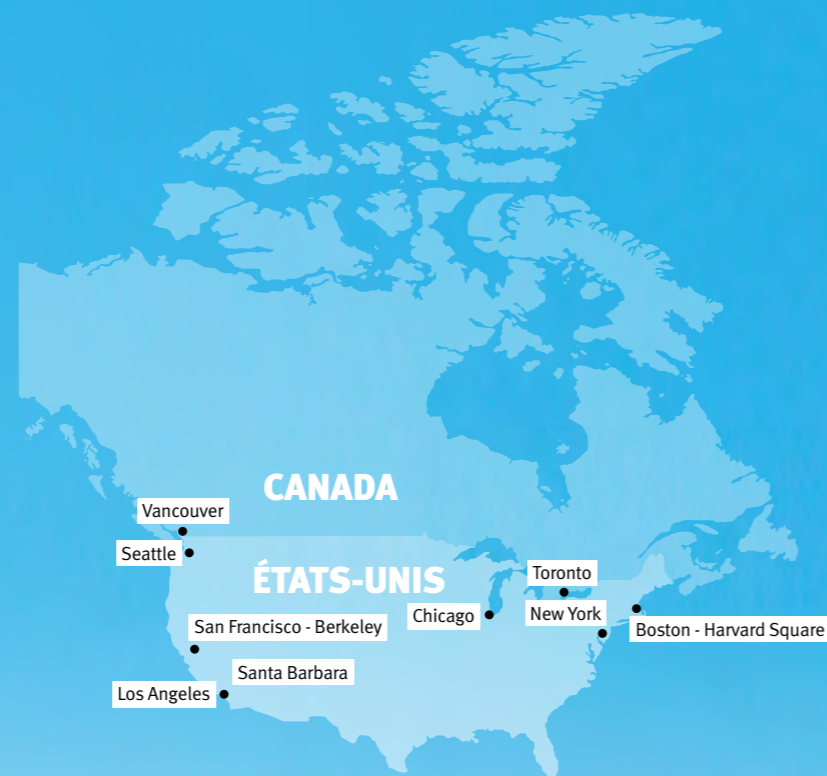 CANADA
Vancouver
Seattle
ÉTATS-UNIS
Toronto
Chicago
New York
San Francisco - Berkeley
Boston - Harvard Square
Santa Barbara
Los Angeles